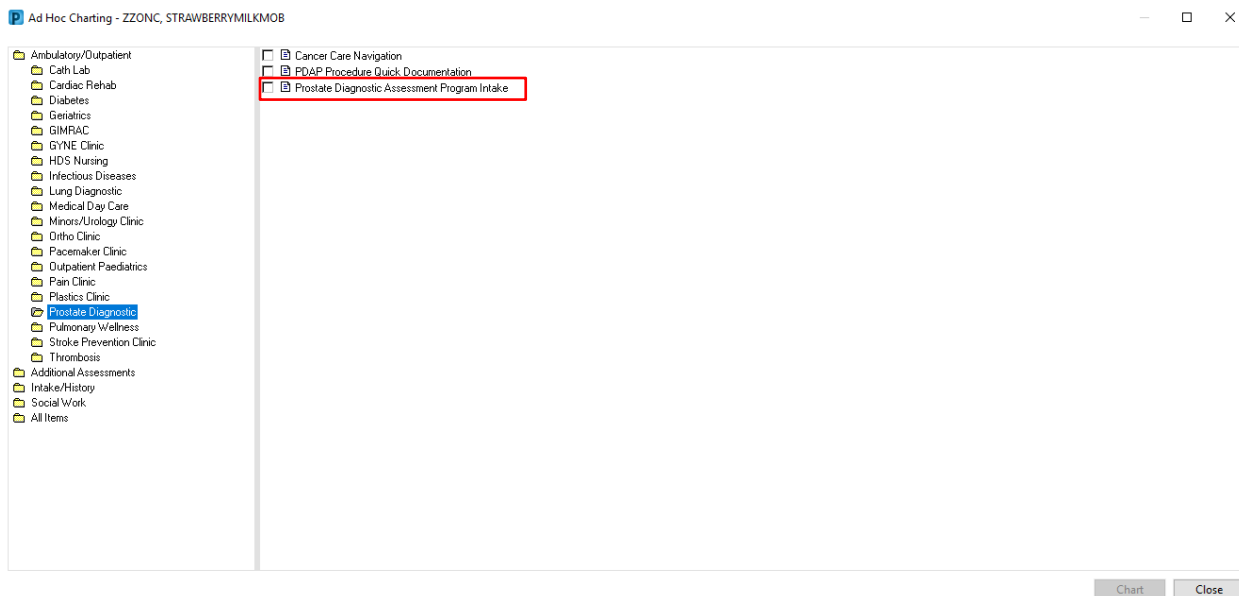 P Ad Hoc Charting - ZZONC, STRAWBERRYMILKMOB
Ambulatory/Outpatient
Cath Lab
Cardiac Rehab
Diabetes
Geriatrics
GIMRAC
GYNE Clinic
HDS Nursing
Infectious Diseases
Lung Diagnostic
Medical Day Care
Minors/Urology Clinic
Ortho Clinic
Pacemaker Clinic
Outpatient Paediatrics
Pain Clinic
Plastics Clinic
Prostate Diagnostic
Pulmonary Wellness
Stroke Prevention Clinic
Thrombosis
Additional Assessments
Intake/History
Social Work
All Items
Cancer Care Navigation
PDAP Procedure Quick Documentation
Prostate Diagnostic Assessment Program Intake
Chart Close